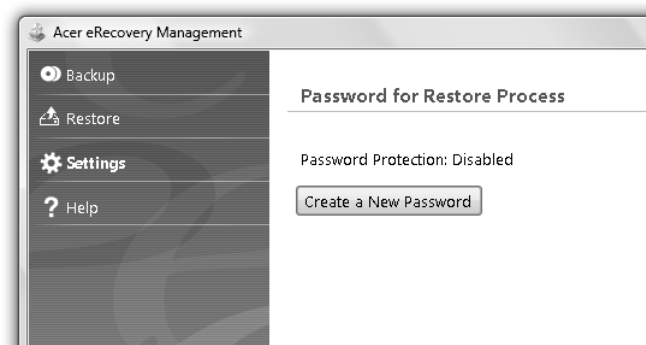 Acer eRecovery Management
Backup
Restore
Settings
? Help
Password for Restore Process
Password Protection: Disabled
Create a New Password